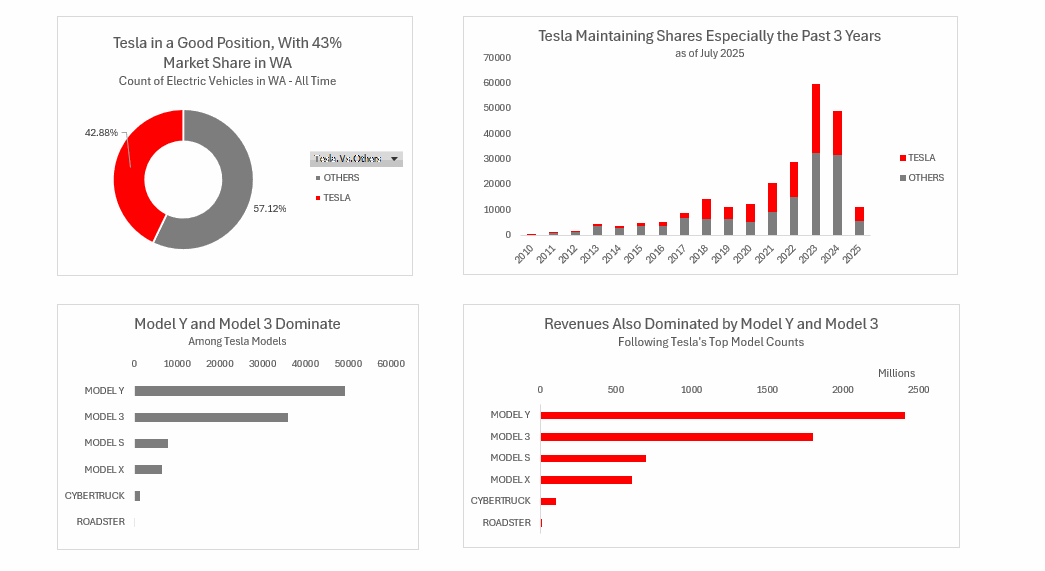 Tesla in a Good Position, With 43%
Market Share in WA
Count of Electric Vehicles in WA - All Time
42.88%
57.12%
Tesla Vs. Others
OTHERS
TESLA
Tesla Maintaining Shares Especially the Past 3 Years
as of July 2025
70000
60000
50000
40000
30000
20000
10000
0
2010
2011
2012
2013
2014
2015
2016
2017
2018
2019
2020
2021
2022
2023
2024
2025
TESLA
OTHERS
Model Y and Model 3 Dominate
Among Tesla Models
0 10000 20000 30000 40000 50000 60000
MODEL Y
MODEL 3
MODEL S
MODEL X
CYBERTRUCK
ROADSTER
Revenues Also Dominated by Model Y and Model 3
Following Tesla's Top Model Counts
Millions
0 500 1000 1500 2000 2500
MODEL Y
MODEL 3
MODEL S
MODEL X
CYBERTRUCK
ROADSTER